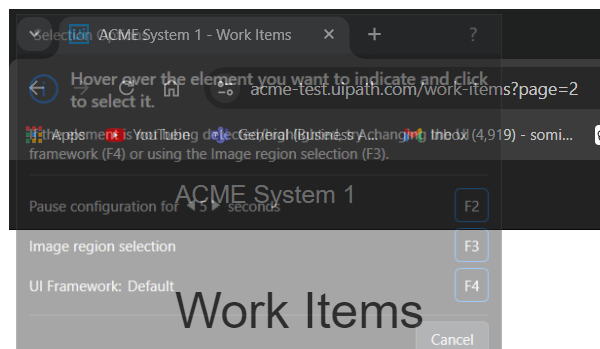 Selection Options
ACME System 1 - Work Items
?
Hover over the element you want to indicate and click
to select it.
acme-test.uipath.com/work-items?page=2
If the element is not being detected/highlighted, try changing the UI
framework (F4) or using the Image region selection (F3).
Apps YouTube General (Busines A... Inbox (4,919) - somi...
ACME System 1
Pause configuration for 5 seconds F2
Image region selection F3
UI Framework: Default F4
Work Items
Cancel